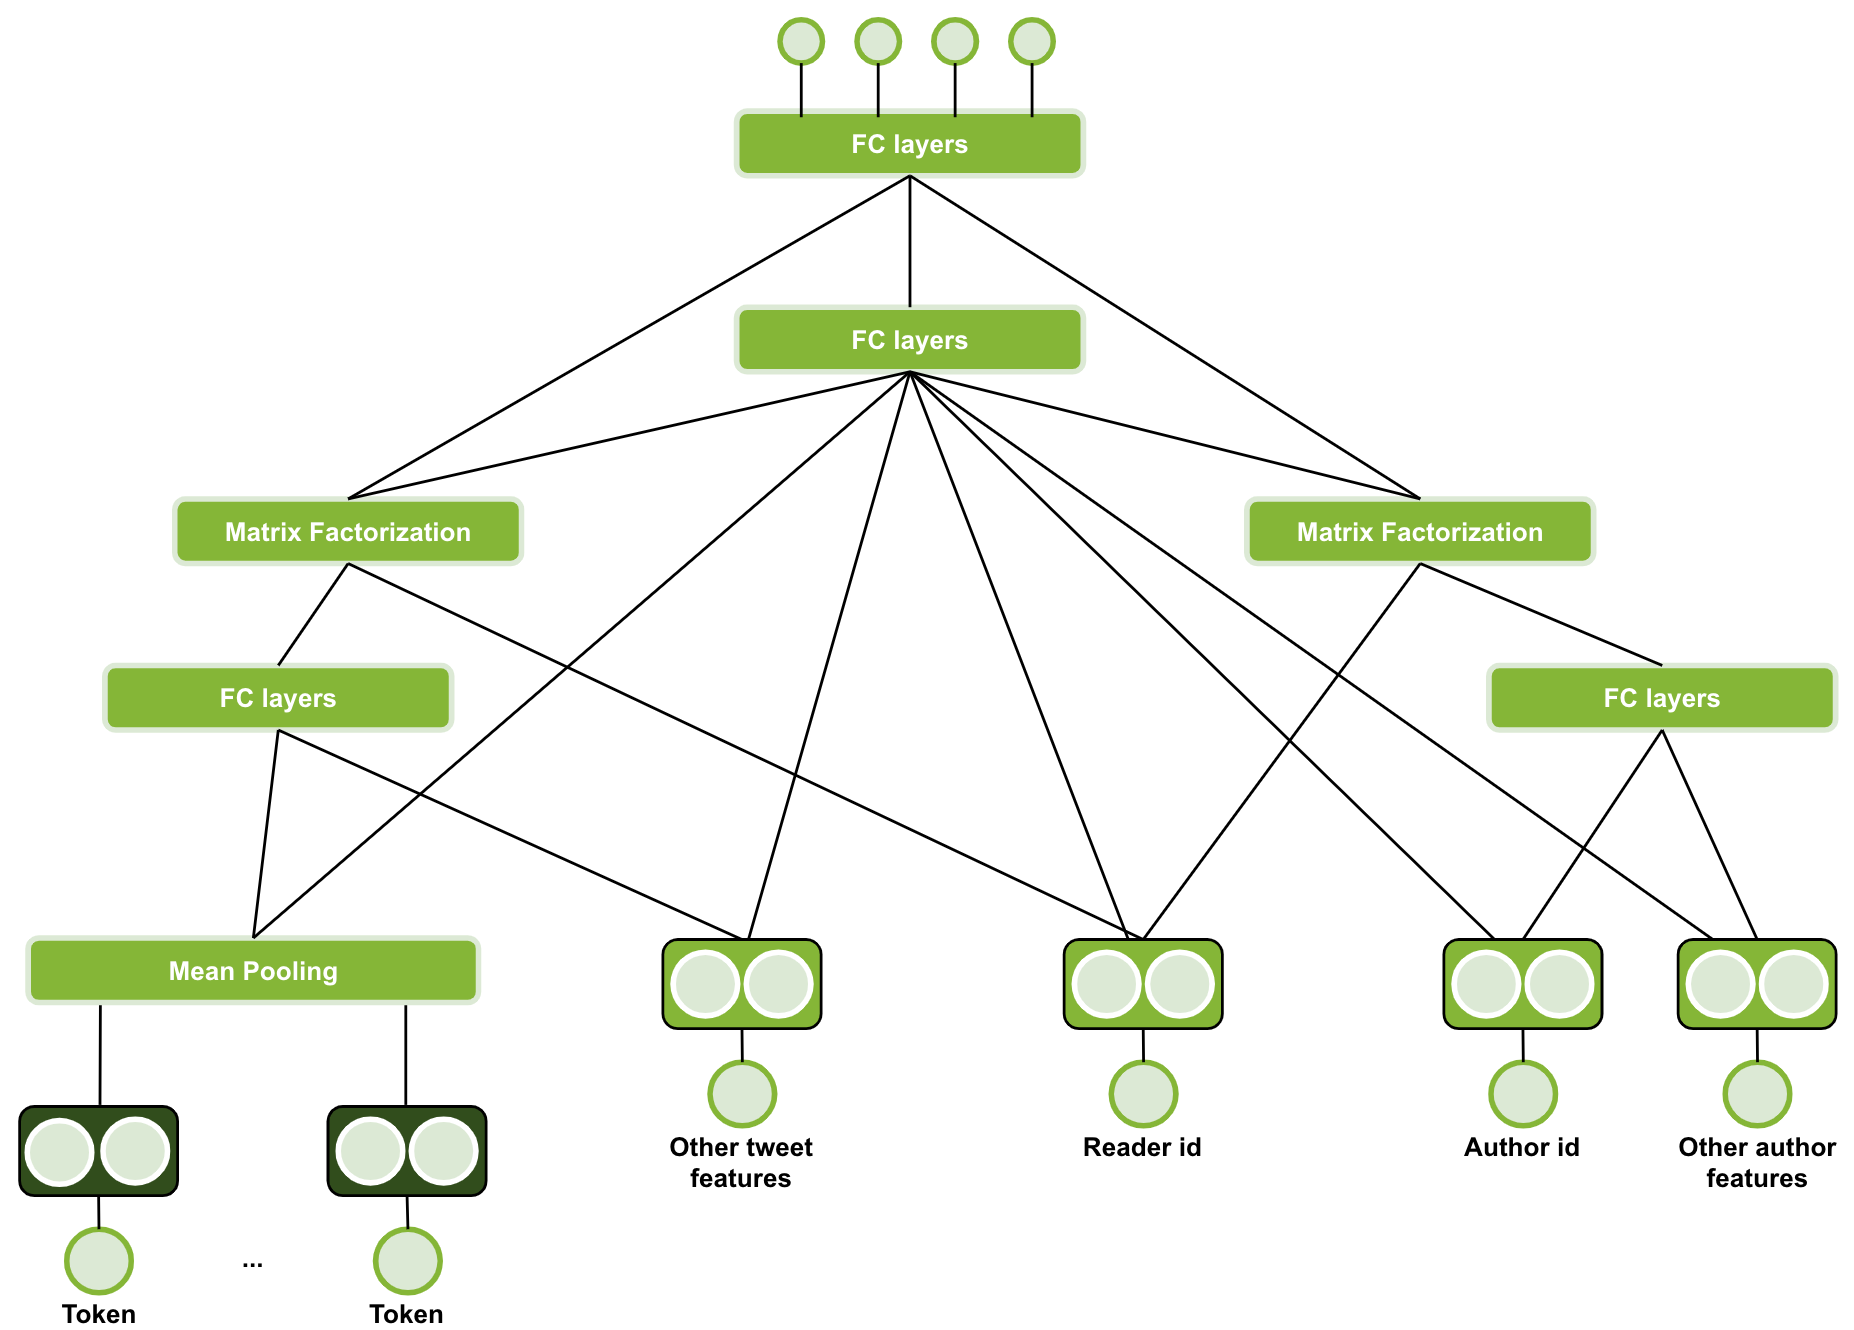 FC layers
FC layers
Matrix Factorization
Matrix Factorization
FC layers
FC layers
Mean Pooling
Other tweet
features
Reader id
Author id
Other author
features
...
Token
Token